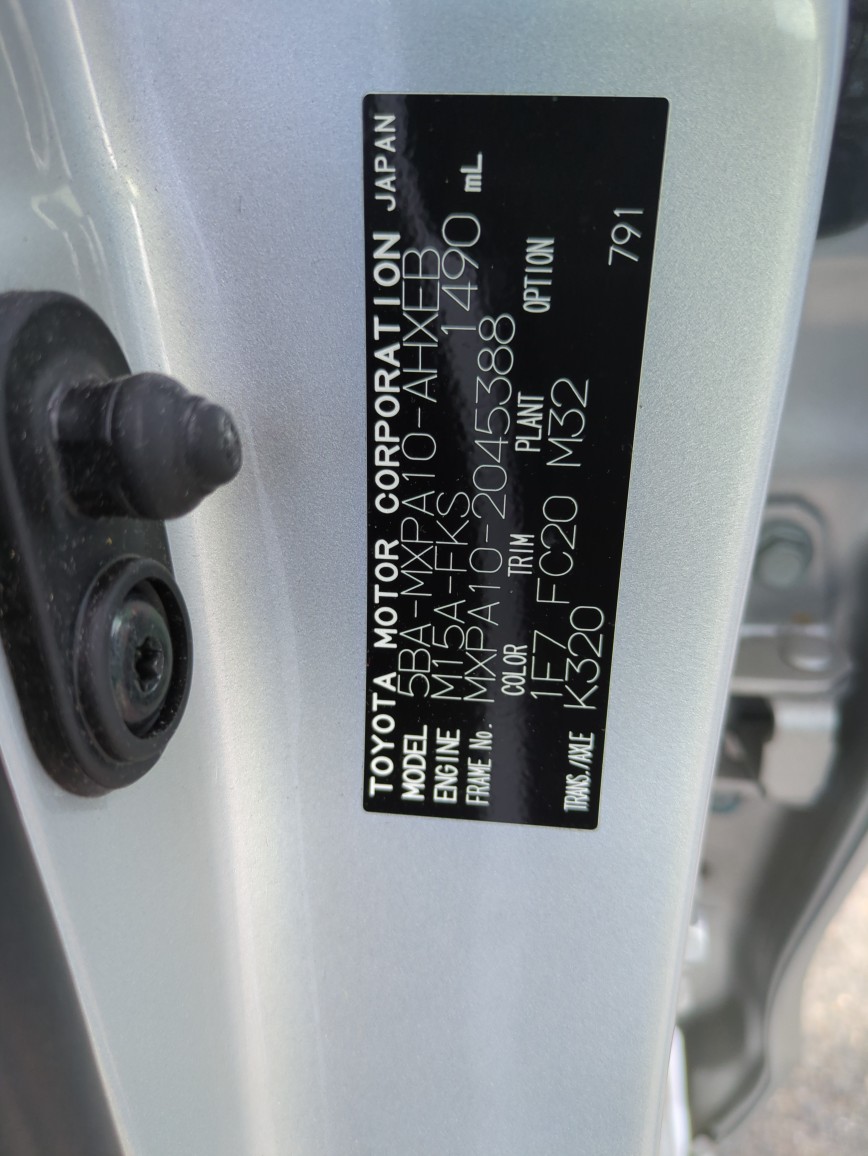 TOYOTA MOTOR CORPORATION JAPAN
MODEL 5BA-MXPA10-AHXEB
ENGINE M15A-FKS 1490 mL
FRAME No. MXPA10-2045388
COLOR TRIM PLANT OPTION
1F7 FC20 M32
TRANS./AXLE K320 791